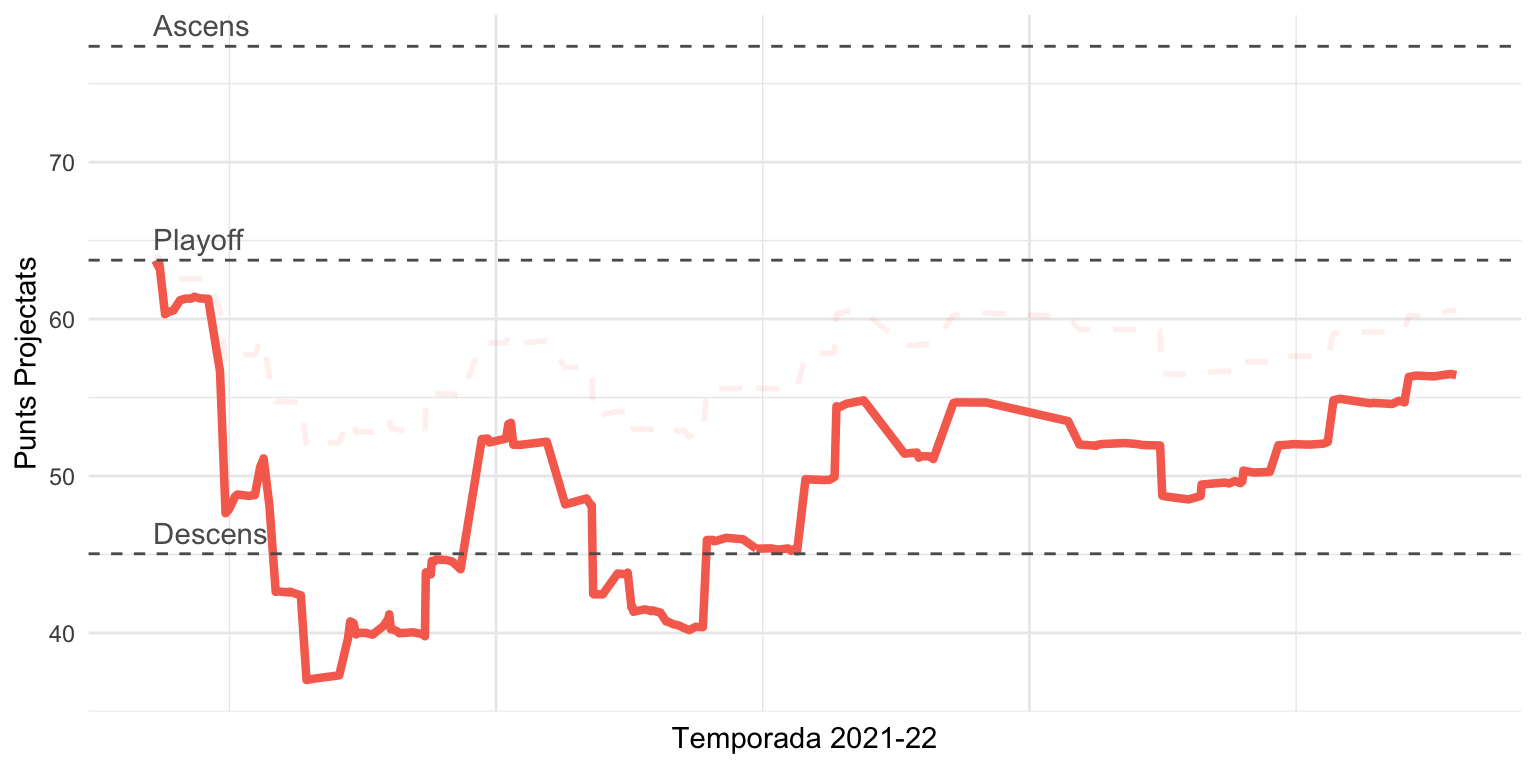 Ascens
70
Playoff
60
Punts Projectats
50
Descens
40
Temporada 2021-22